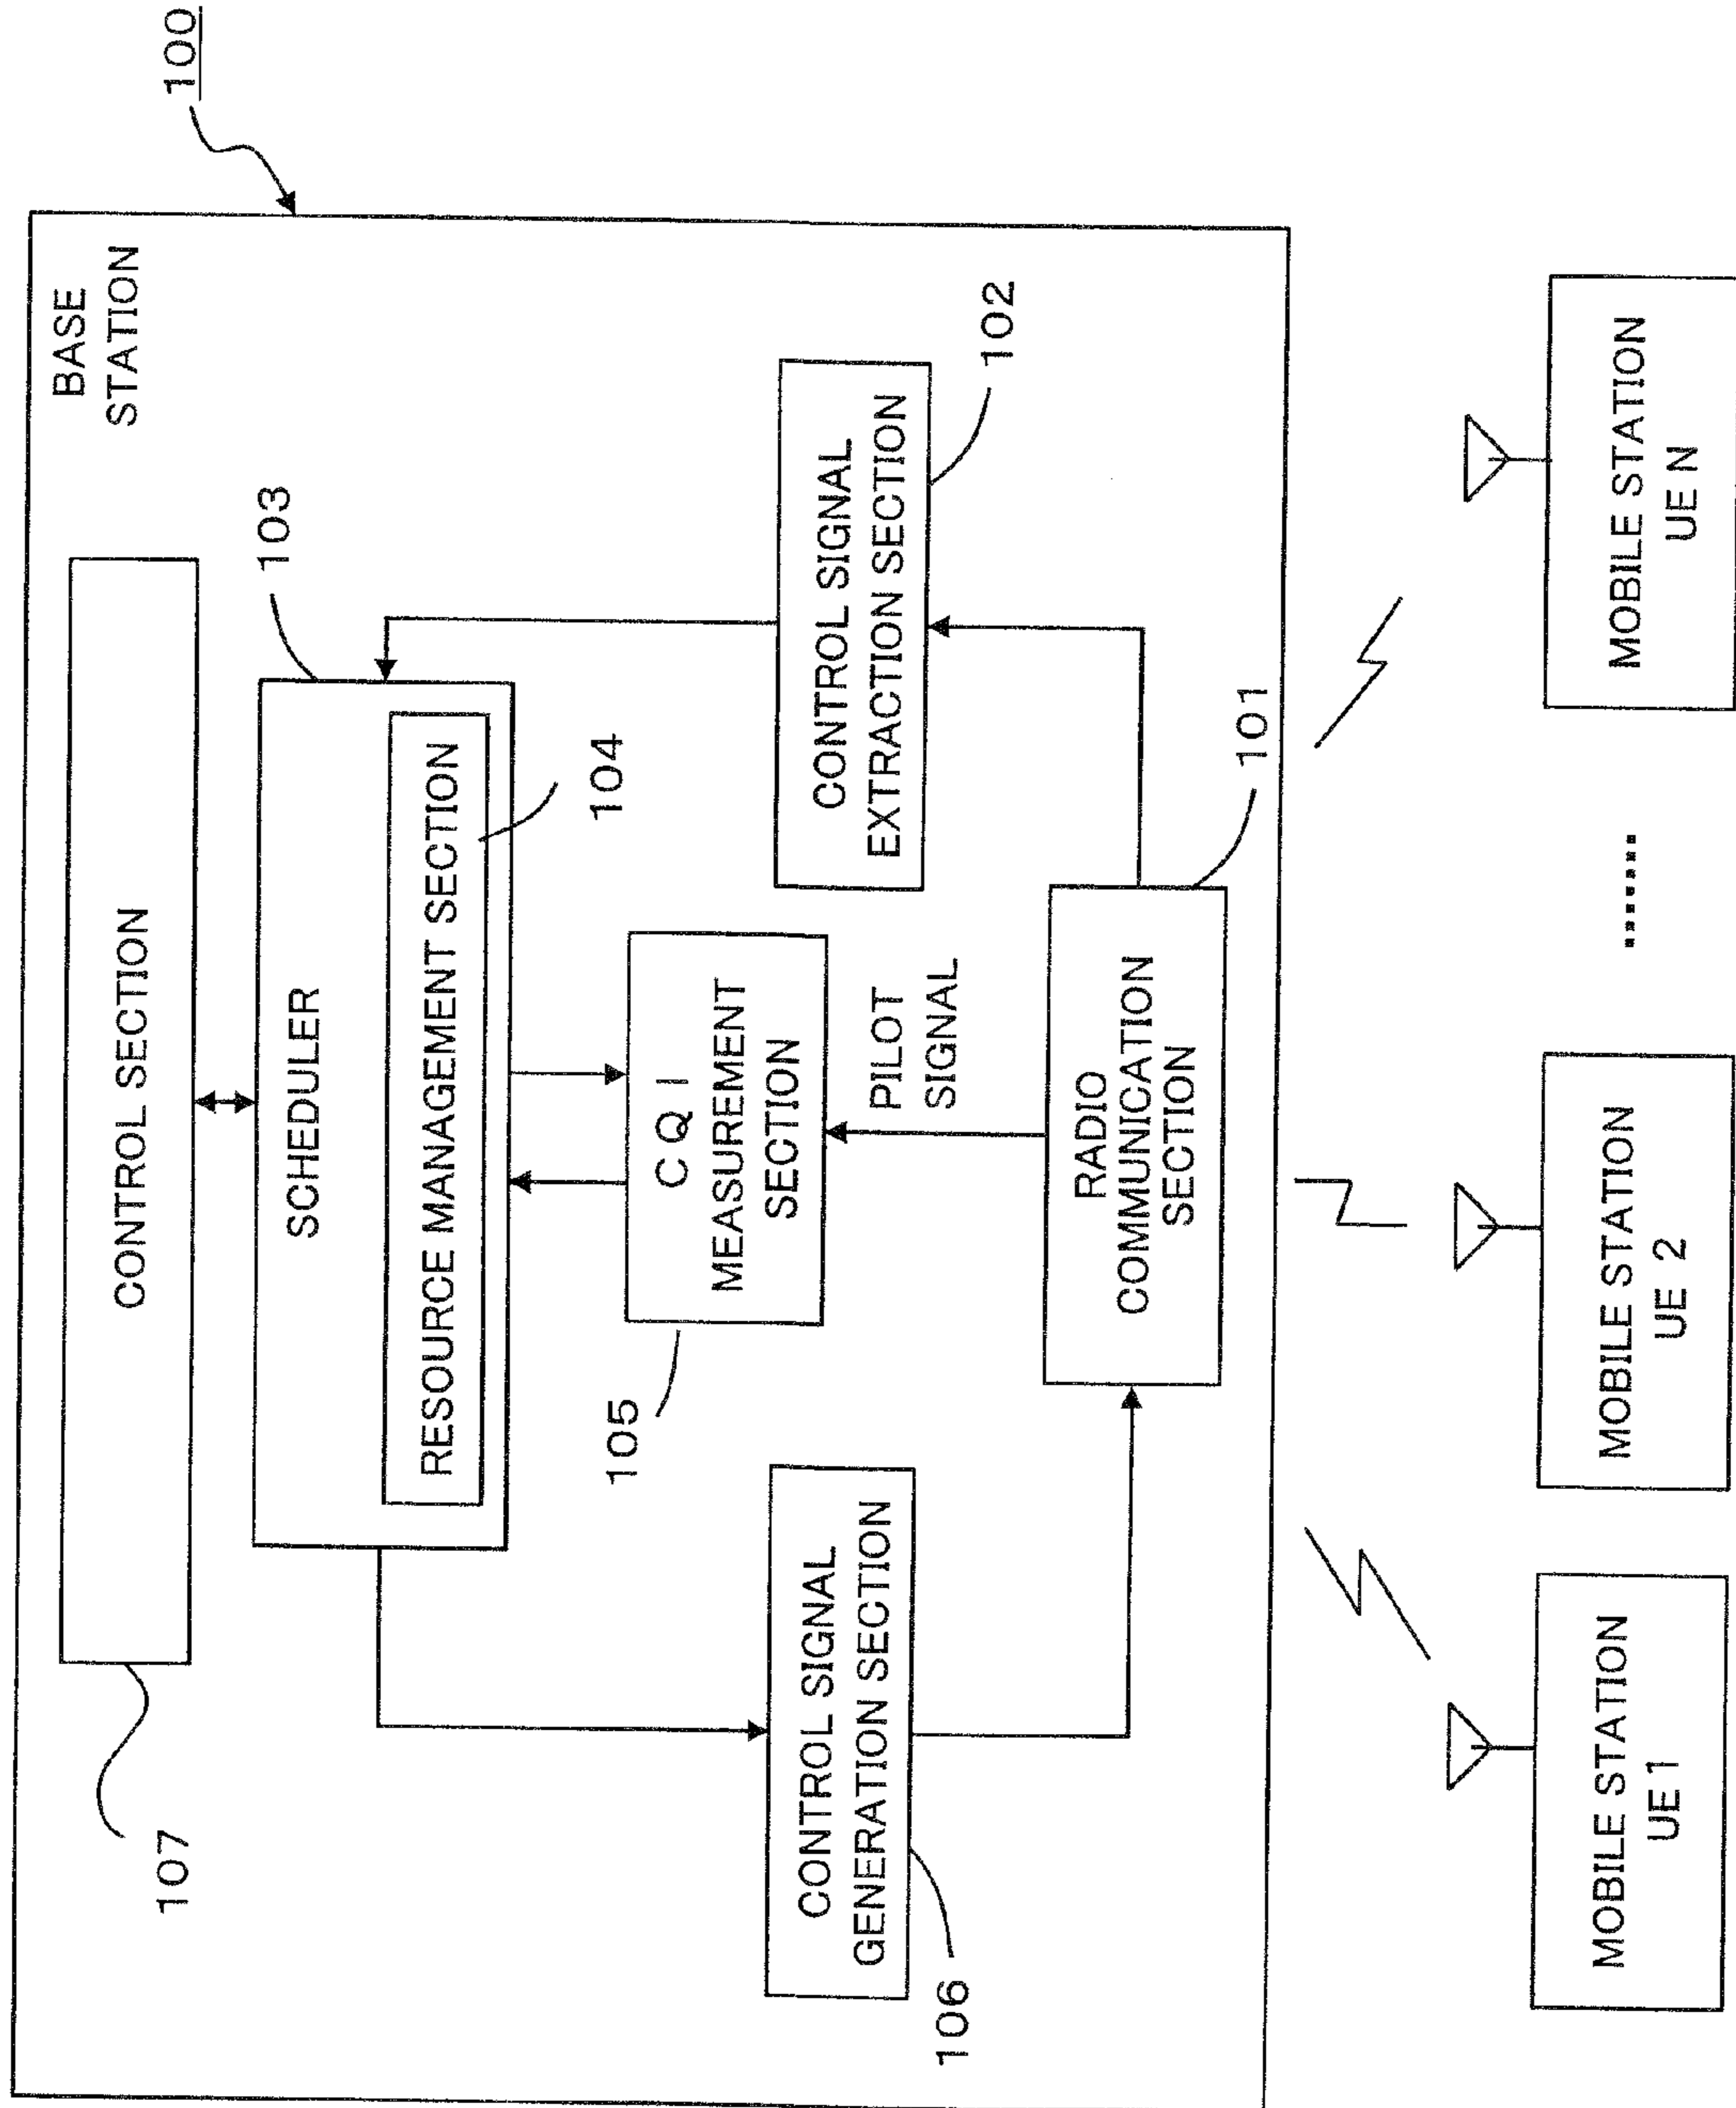 100
BASE
STATION
107
CONTROL SECTION
103
SCHEDULER
RESOURCE MANAGEMENT SECTION
104
105
C Q I
MEASUREMENT
SECTION
106
CONTROL SIGNAL
GENERATION SECTION
CONTROL SIGNAL
EXTRACTION SECTION
102
PILOT
SIGNAL
RADIO
COMMUNICATION
SECTION
101
MOBILE STATION
UE 1
MOBILE STATION
UE 2
.......
MOBILE STATION
UE N